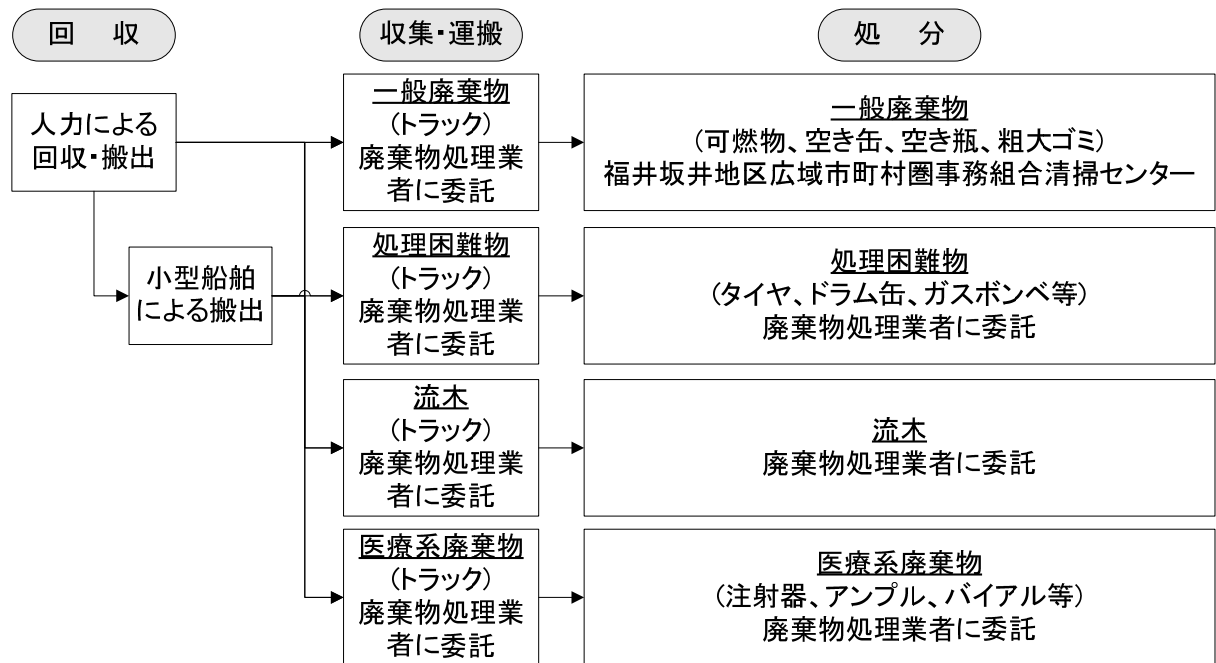 回 収
収集・運搬
処 分
人力による
回収・搬出
小型船舶
による搬出
一般廃棄物
(トラック)
廃棄物処理業
者に委託
一般廃棄物
(可燃物、空き缶、空き瓶、粗大ゴミ)
福井坂井地区広域市町村圏事務組合清掃センター
処理困難物
(トラック)
廃棄物処理業
者に委託
処理困難物
(タイヤ、ドラム缶、ガスボンベ等)
廃棄物処理業者に委託
流木
(トラック)
廃棄物処理業
者に委託
流木
廃棄物処理業者に委託
医療系廃棄物
(トラック)
廃棄物処理業
者に委託
医療系廃棄物
(注射器、アンプル、バイアル等)
廃棄物処理業者に委託